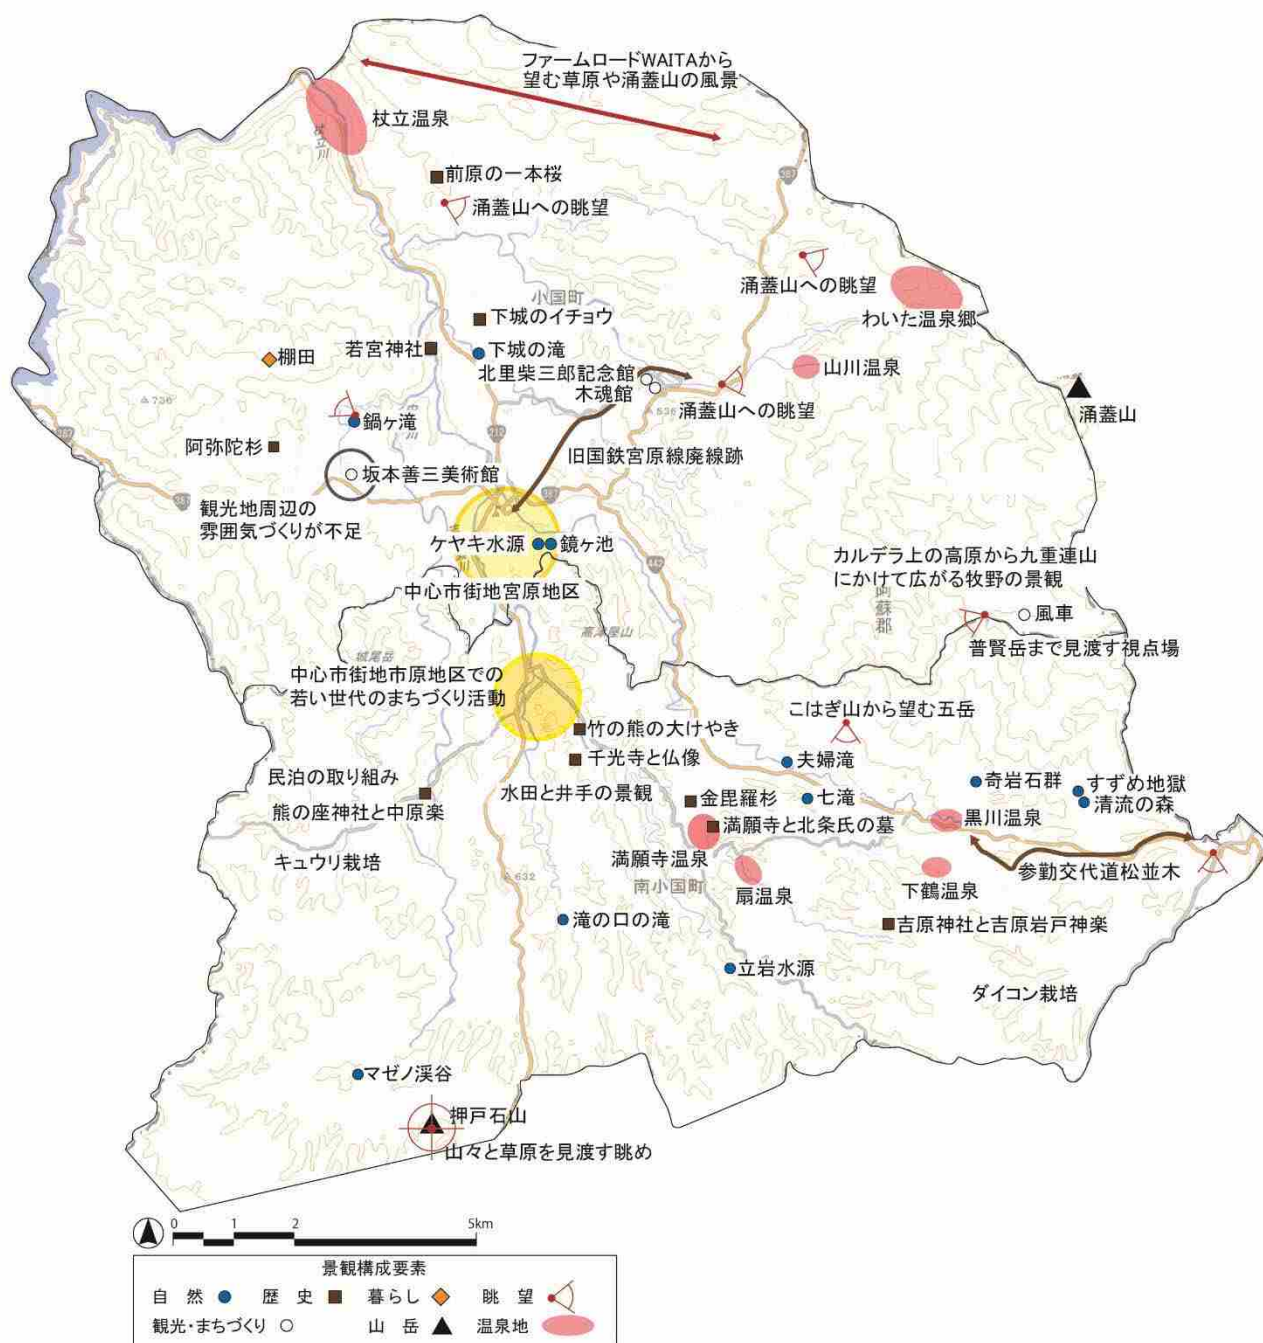 ファームロードWAITAから
望む草原や涌蓋山の風景
杖立温泉
杖立川
前原の一本桜
涌蓋山への眺望
387
涌蓋山への眺望
わいた温泉郷
小国町
下城のイチョウ
若宮神社
下城の滝
棚田
北里柴三郎記念館
木魂館
山川温泉
涌蓋山への眺望
涌蓋山
736
836
鍋ヶ滝
212
387
阿弥陀杉
旧国鉄宮原線廃線跡
坂本善三美術館
387
387
観光地周辺の
雰囲気づくりが不足
ケヤキ水源
鏡ヶ池
442
カルデラ上の高原から九重連山
にかけて広がる牧野の景観
中心市街地宮原地区
阿蘇郡
風車
普賢岳まで見渡す視点場
城尾岳
中心市街地市原地区での
若い世代のまちづくり活動
こはぎ山から望む五岳
竹の熊の大けやき
千光寺と仏像
夫婦滝
民泊の取り組み
水田と井手の景観
奇岩石群
すずめ地獄
清流の森
熊の座神社と中原楽
金毘羅杉
七滝
満願寺と北条氏の墓
黒川温泉
キュウリ栽培
満願寺温泉
参勤交代道松並木
632
南小国町
扇温泉
下鶴温泉
滝の口の滝
吉原神社と吉原岩戸神楽
立岩水源
ダイコン栽培
マゼノ渓谷
押戸石山
山々と草原を見渡す眺め
0 1 2 5km
景観構成要素
自 然 歴 史 暮らし 眺 望
観光・まちづくり 山 岳 温泉地